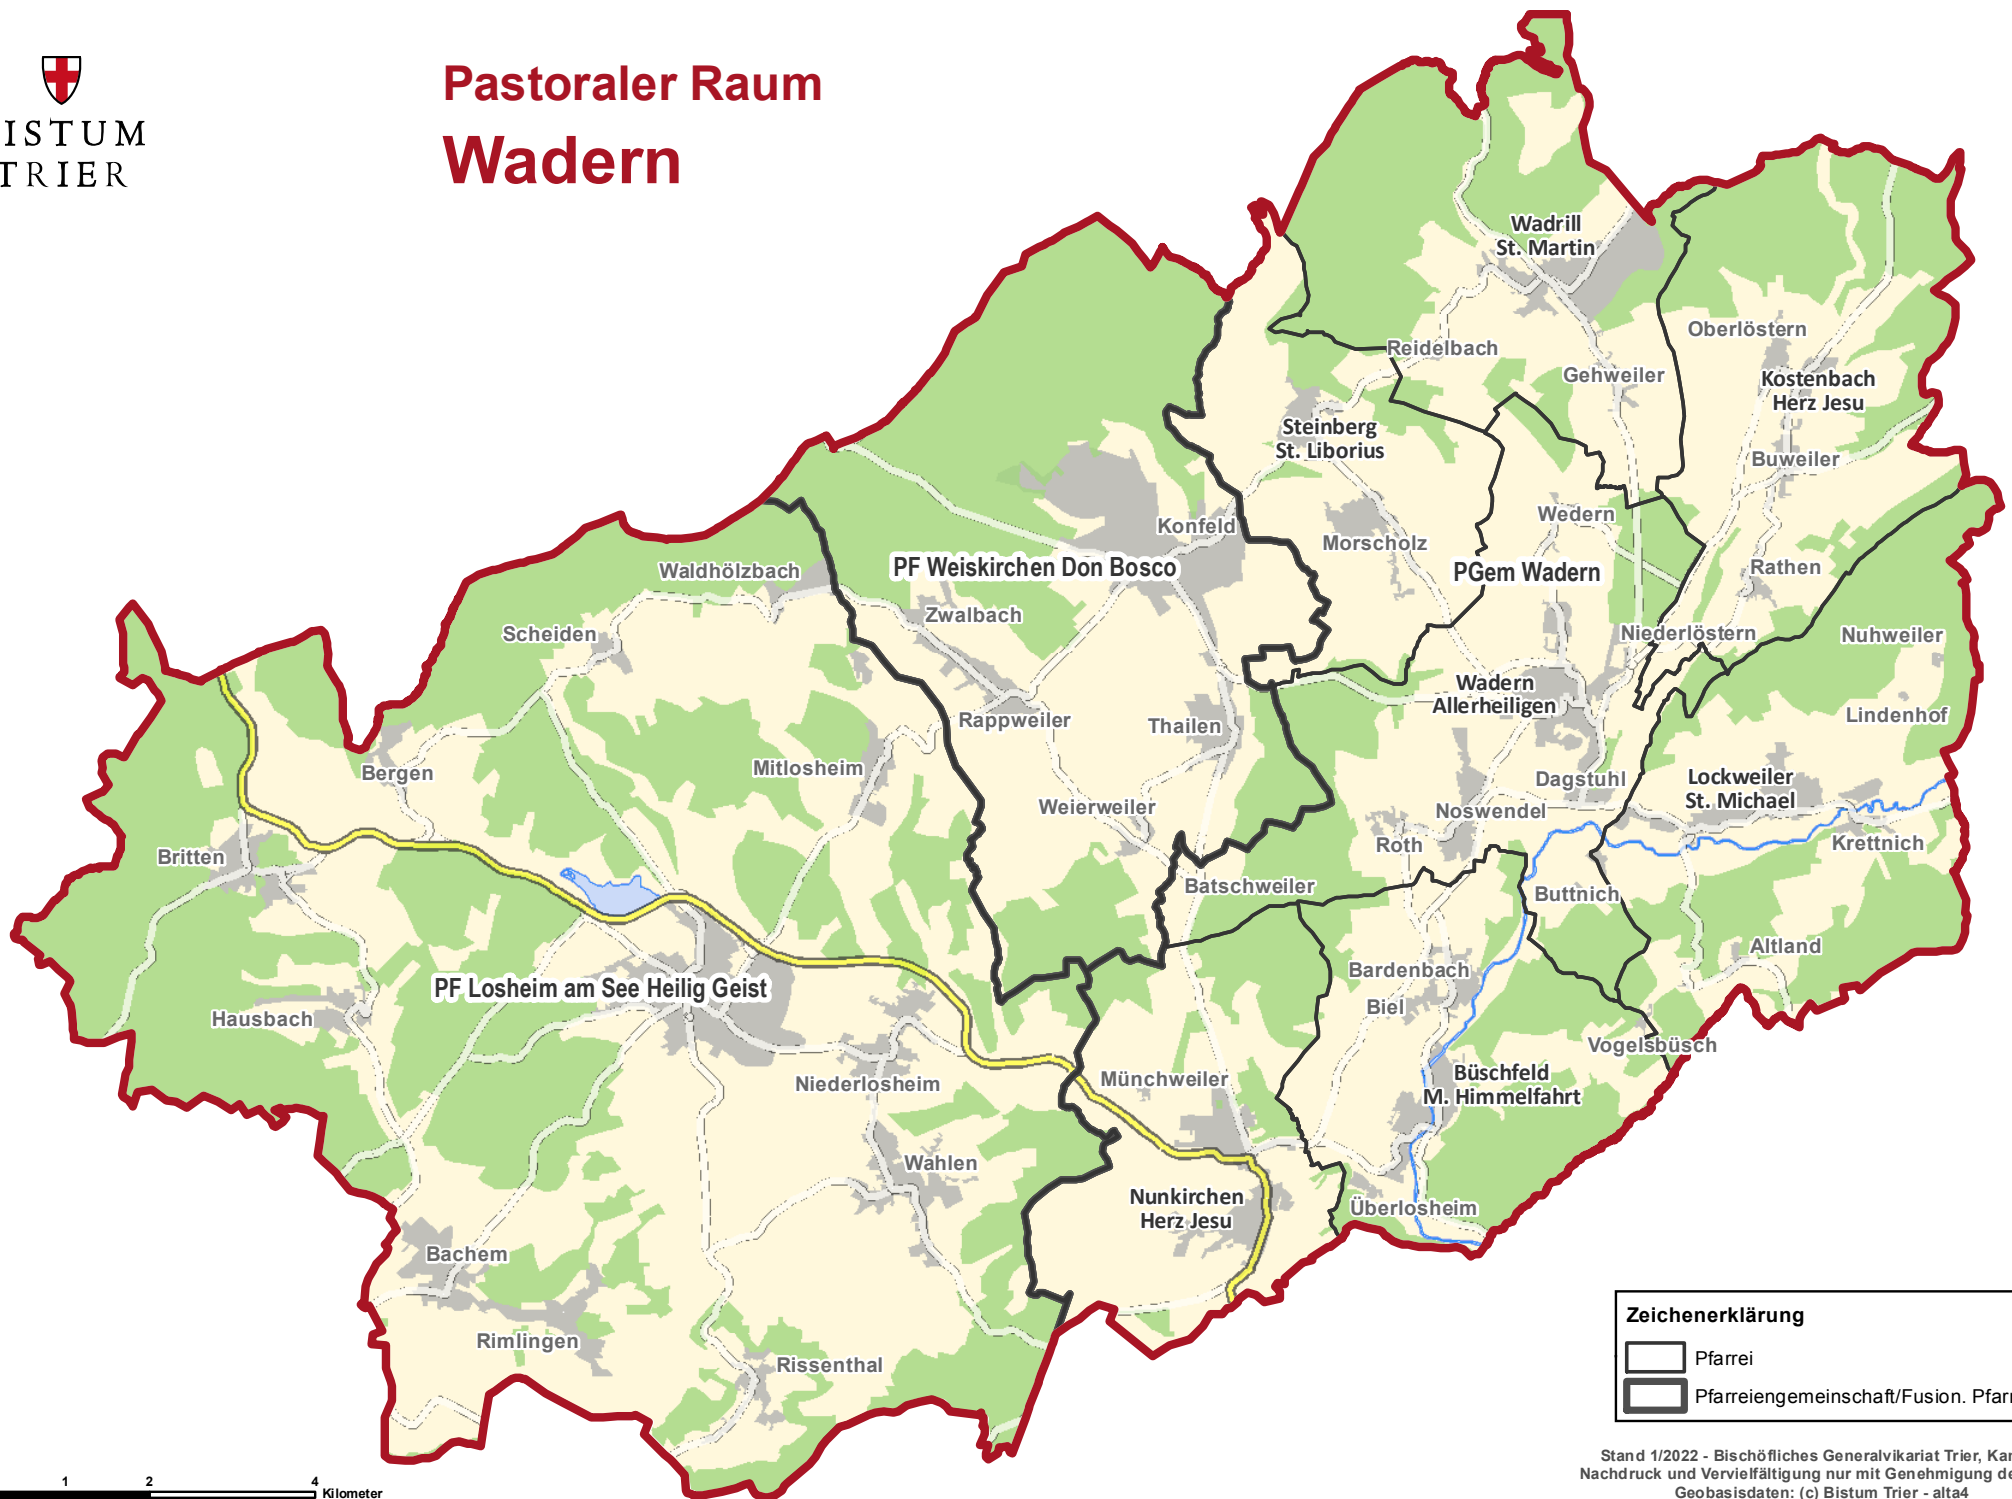 ISTUM
TRIER
Pastoraler Raum
Wadern
Wadrill
St. Martin
Oberlöstern
Reidelbach
Gehweiler
Kostenbach
Herz Jesu
Steinberg
St. Liborius
Buweiler
Wedern
Konfeld
Morscholz
PF Weiskirchen Don Bosco
PGem Wadern
Rathen
Waldhölzbach
Zwalbach
Scheiden
Niederlöstern
Nuhweiler
Wadern
Allerheiligen
Rappweiler
Thailen
Lindenhof
Mitlosheim
Bergen
Dagstuhl
Lockweiler
St. Michael
Weierweiler
Noswendel
Roth
Krettnich
Britten
Batschweiler
Buttnich
Altland
Bardenbach
PF Losheim am See Heilig Geist
Biel
Hausbach
Vogelsbüsch
Niederlosheim
Münchweiler
Büschfeld
M. Himmelfahrt
Wahlen
Nunkirchen
Herz Jesu
Überlosheim
Bachem
Rimlingen
Rissenthal
Zeichenerklärung
Pfarrei
Pfarreiengemeinschaft/Fusion. Pfarr
Stand 1/2022 - Bischöfliches Generalvikariat Trier, Kar
Nachdruck und Vervielfältigung nur mit Genehmigung de
Geobasisdaten: (c) Bistum Trier - alta4
1 2 4
Kilometer